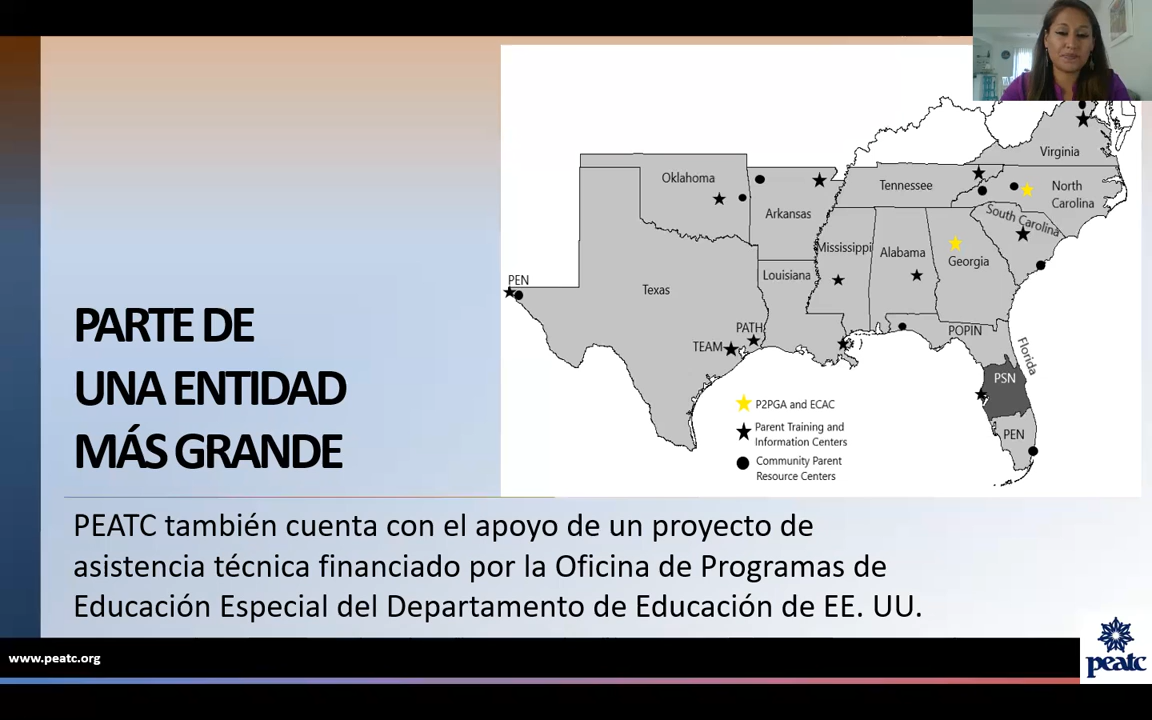 PARTE DE
UNA ENTIDAD
MÁS GRANDE
Oklahoma
Arkansas
Tennessee
Virginia
North
Carolina
South Carolina
Mississippi
Alabama
Georgia
Louisiana
Texas
PEN
PATH
TEAM
POPIN
Florida
PSN
PEN
P2PGA and ECAC
Parent Training and
Information Centers
Community Parent
Resource Centers
PEATC también cuenta con el apoyo de un proyecto de
asistencia técnica financiado por la Oficina de Programas de
Educación Especial del Departamento de Educación de EE. UU.
www.peatc.org
peatc